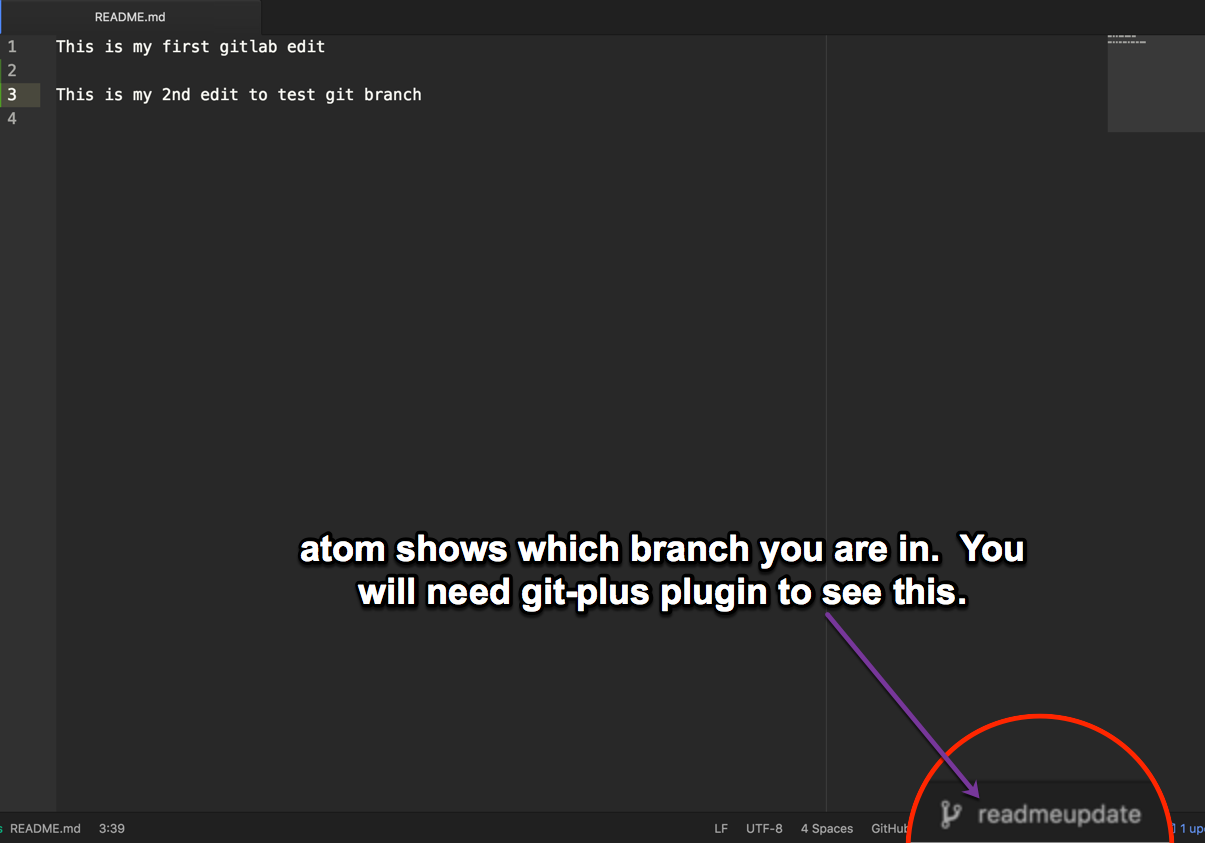 README.md
1 This is my first gitlab edit
2
3 This is my 2nd edit to test git branch
4
atom shows which branch you are in. You
will need git-plus plugin to see this.
readmeupdate
README.md 3:39 LF UTF-8 4 Spaces GitHub 1 up